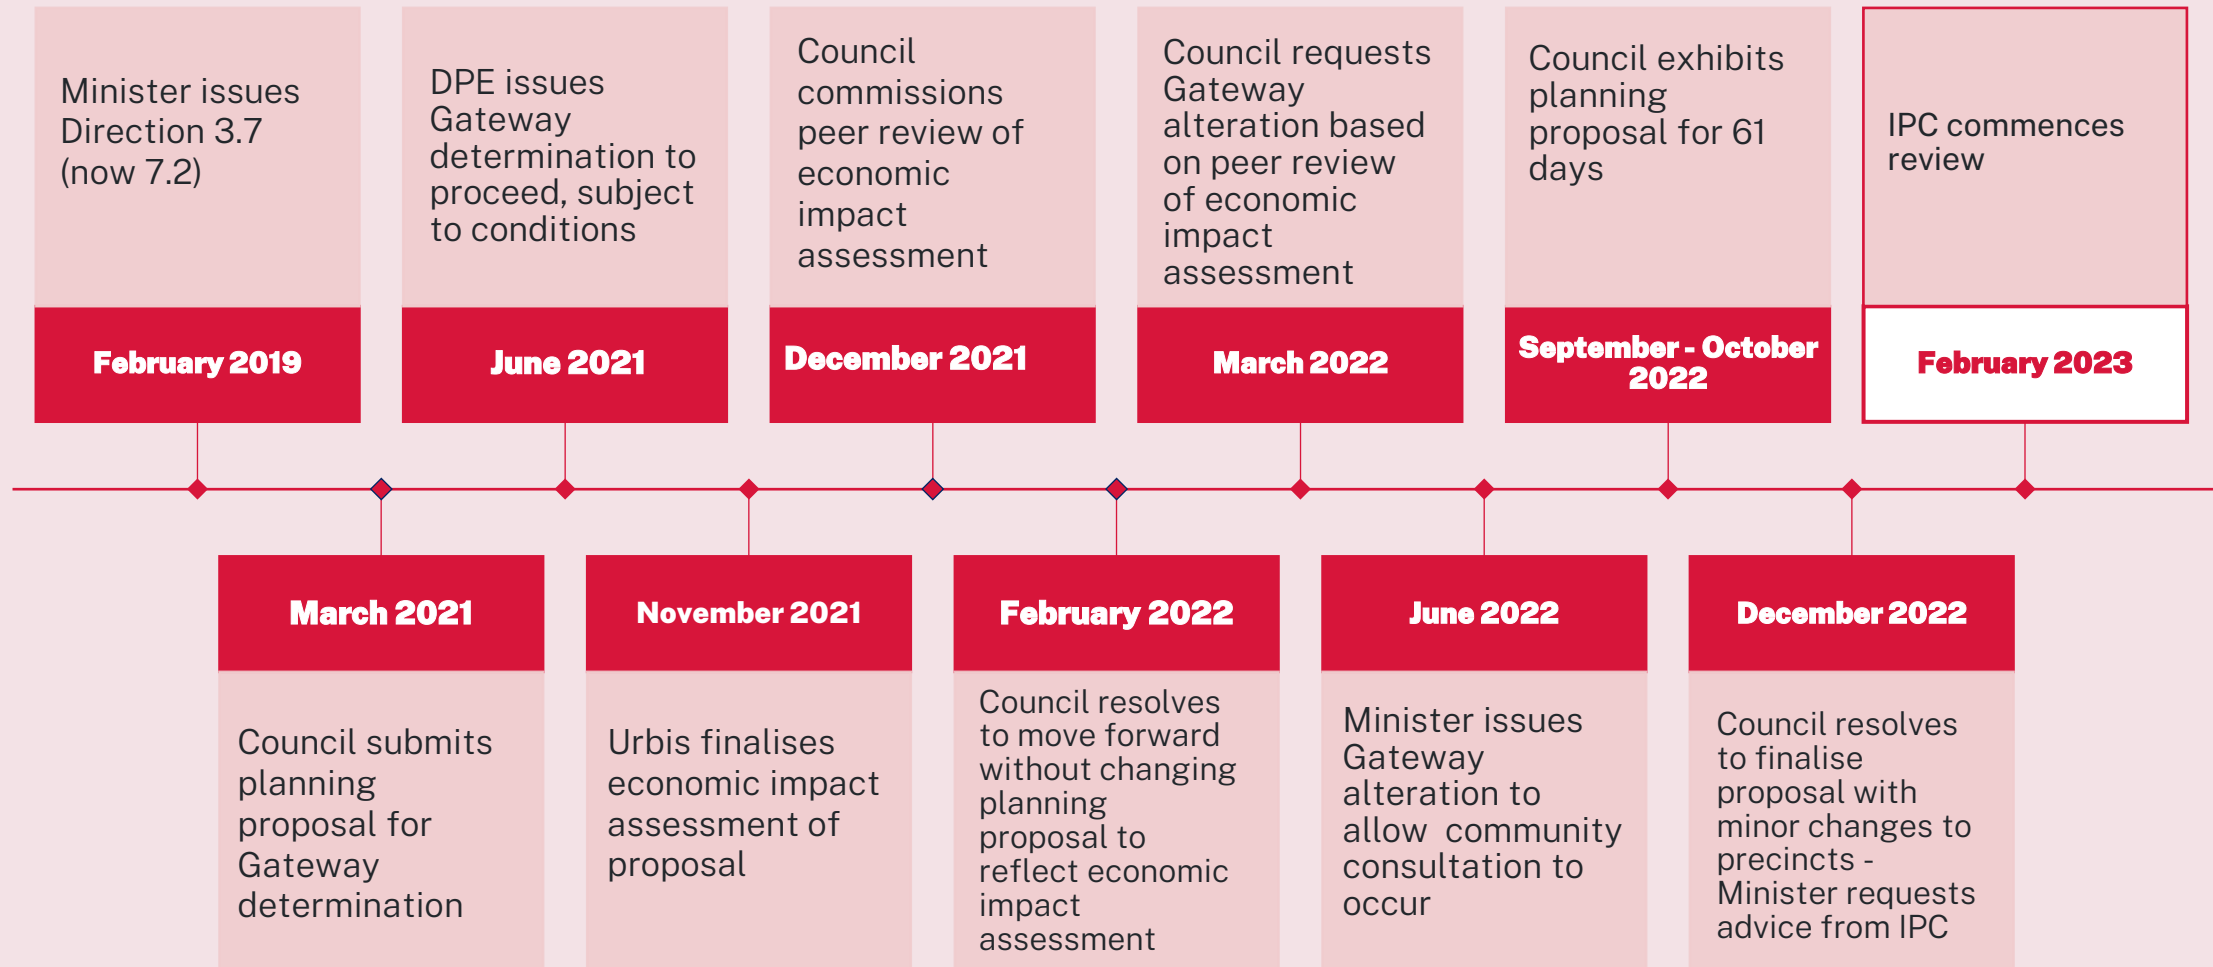 Minister issues
Direction 3.7
(now 7.2)
February 2019
DPE issues
Gateway
determination to
proceed, subject
to conditions
June 2021
Council
commissions
peer review of
economic
impact
assessment
December 2021
Council requests
Gateway
alteration based
on peer review
of economic
impact
assessment
March 2022
Council exhibits
planning
proposal for 61
days
September - October
2022
IPC commences
review
February 2023
March 2021
Council submits
planning
proposal for
Gateway
determination
November 2021
Urbis finalises
economic impact
assessment of
proposal
February 2022
Council resolves
to move forward
without changing
planning
proposal to
reflect economic
impact
assessment
June 2022
Minister issues
Gateway
alteration to
allow  community
consultation to
occur
December 2022
Council resolves
to finalise
proposal with
minor changes to
precincts -
Minister requests
advice from IPC